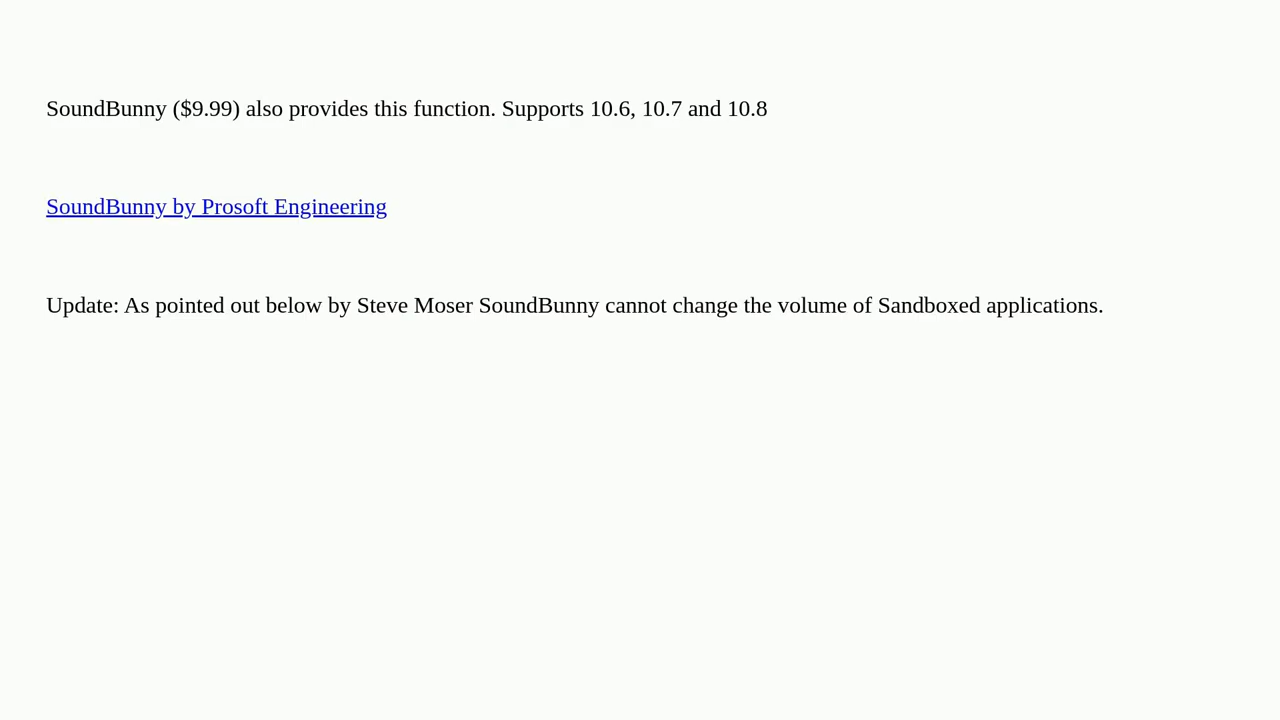 SoundBunny ($9.99) also provides this function. Supports 10.6, 10.7 and 10.8
SoundBunny by Prosoft Engineering
Update: As pointed out below by Steve Moser SoundBunny cannot change the volume of Sandboxed applications.